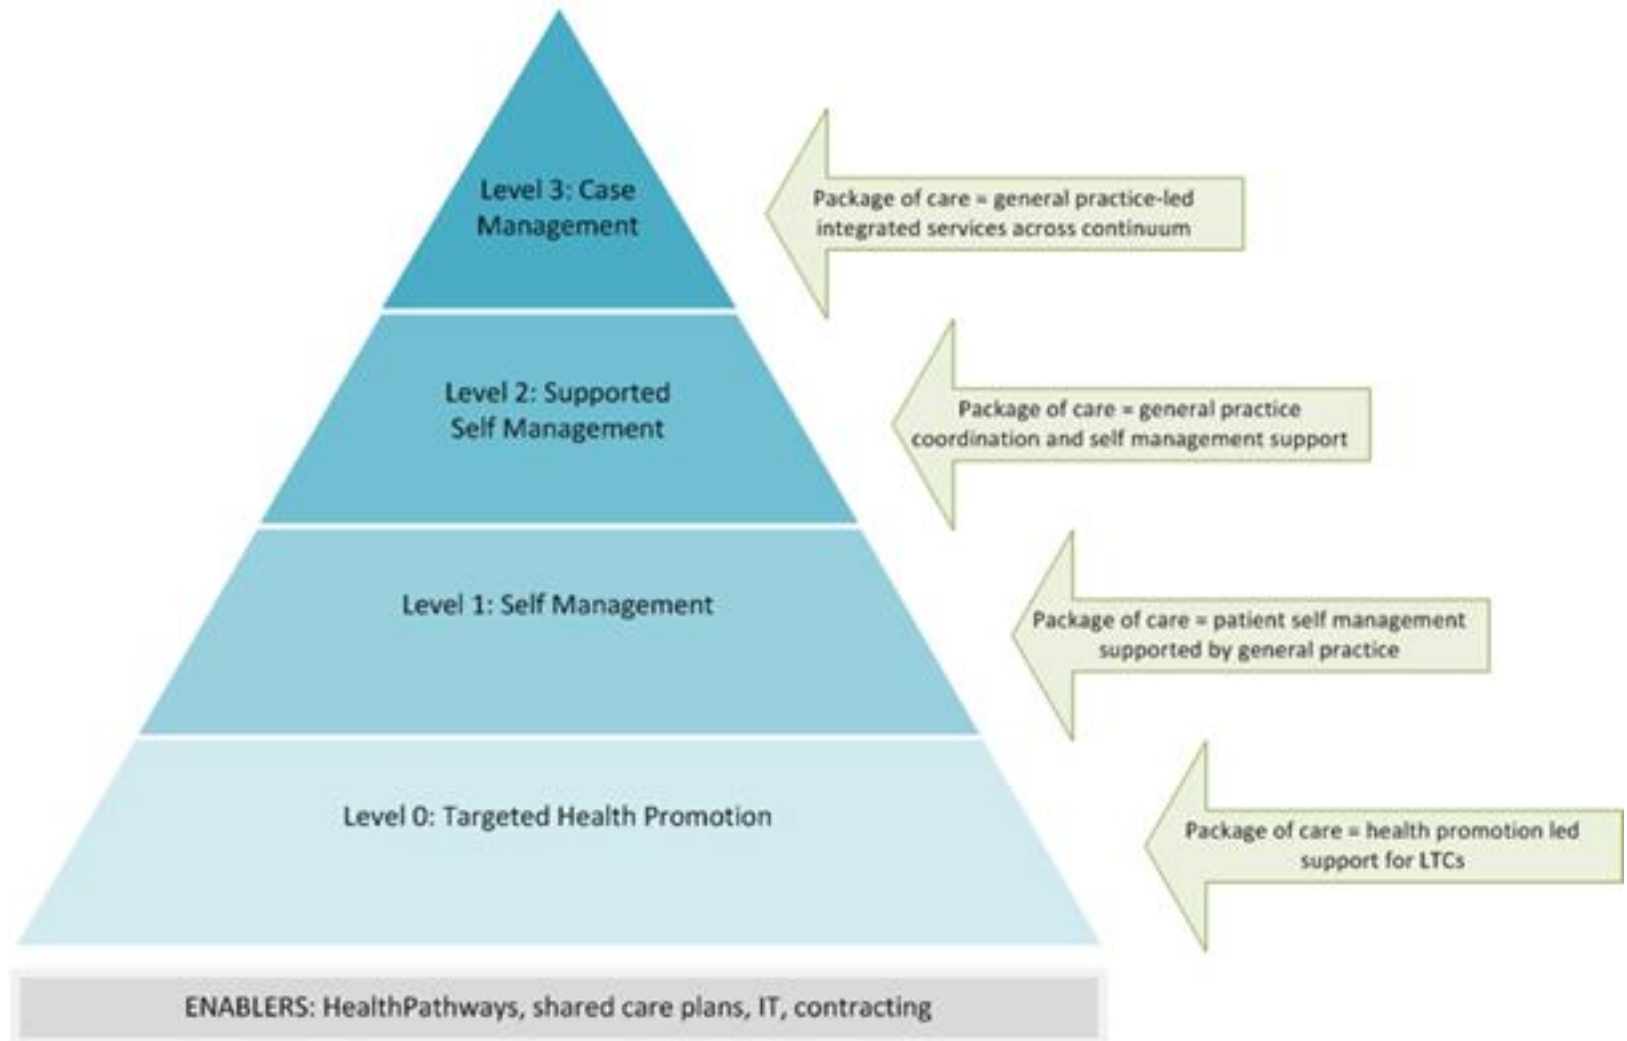 Level 3: Case
Management
Package of care = general practice-led
integrated services across continuum
Level 2: Supported
Self Management
Package of care = general practice
coordination and self management support
Level 1: Self Management
Package of care = patient self management
supported by general practice
Level 0: Targeted Health Promotion
Package of care = health promotion led
support for LTCs
ENABLERS: HealthPathways, shared care plans, IT, contracting